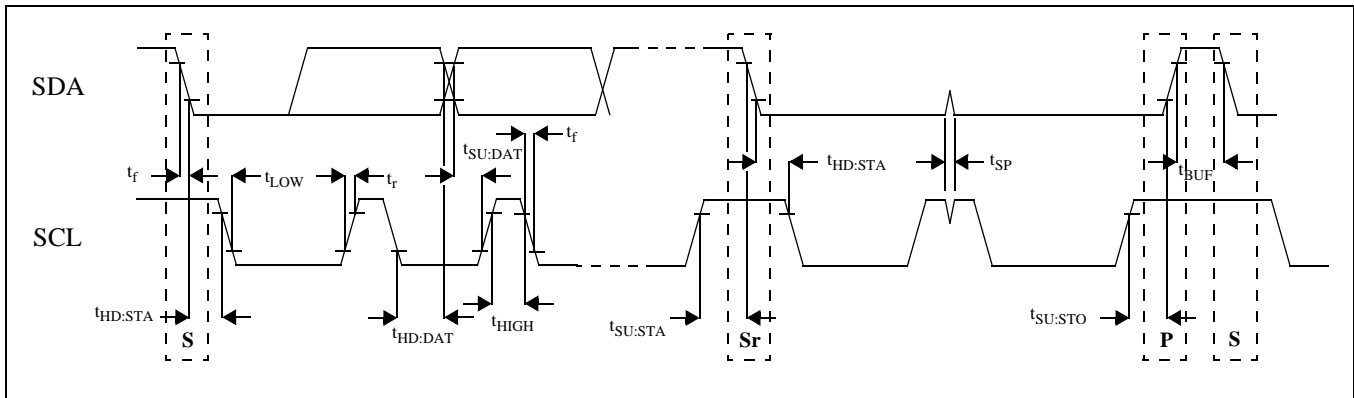 SDA
t_f
t_SU:DAT
t_f
t_LOW
t_r
t_HD:STA
t_SP
t_BUF
SCL
t_HD:STA
S
t_HD:DAT
t_HIGH
t_SU:STA
Sr
t_SU:STO
P
S